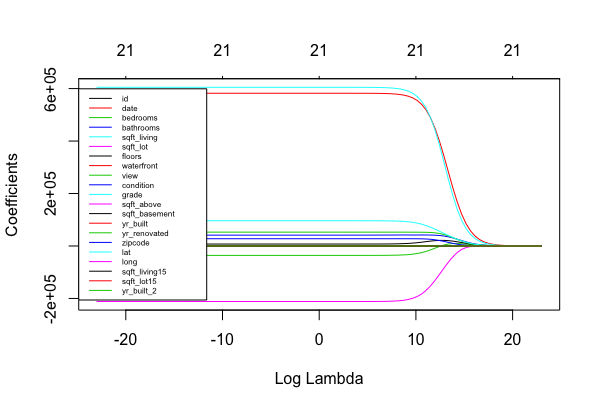 21 21 21 21 21
Coefficients
6e+05
2e+05
-2e+05
id
date
bedrooms
bathrooms
sqft_living
sqft_lot
floors
waterfront
view
condition
grade
sqft_above
sqft_basement
yr_built
yr_renovated
zipcode
lat
long
sqft_living15
sqft_lot15
yr_built_2
-20 -10 0 10 20
Log Lambda